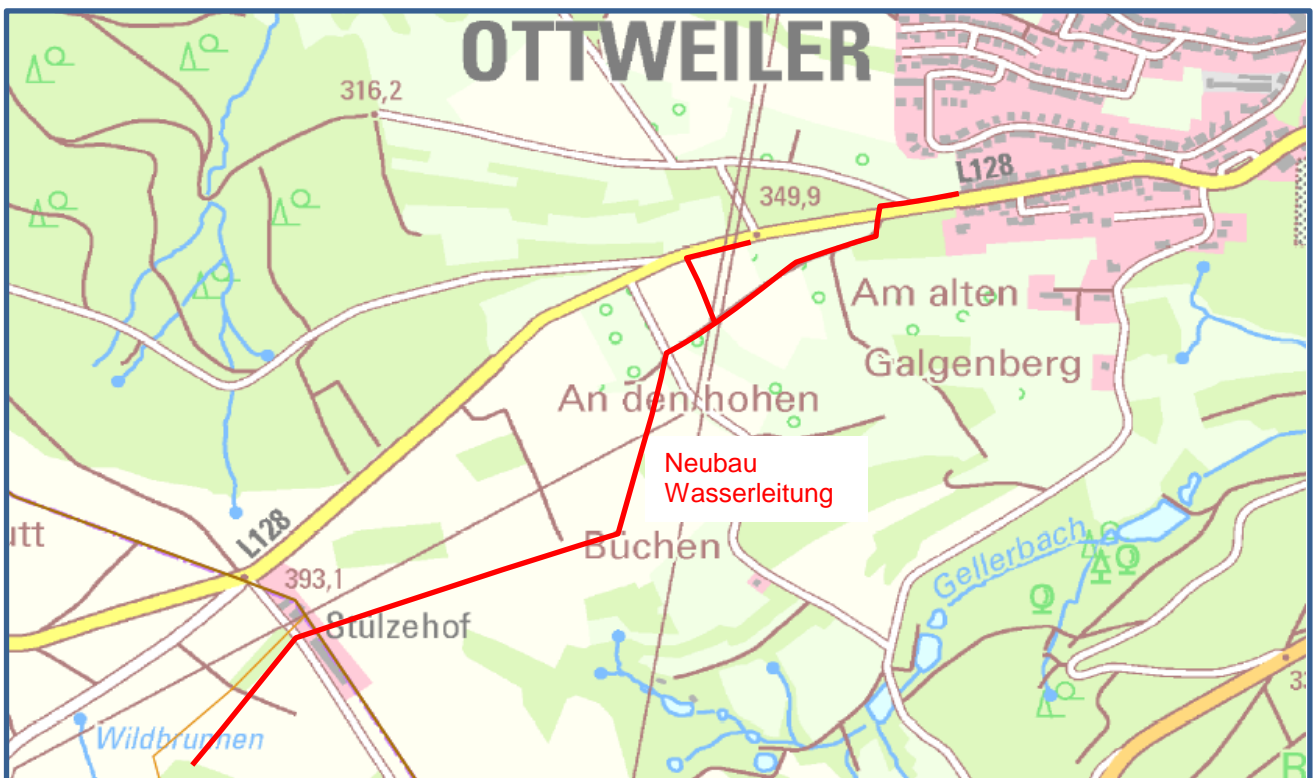 OTTWEILER
316,2
L128
349,9
Am alten
Galgenberg
An den hohen
Neubau
Wasserleitung
Büchen
utt
L128
393,1
Stülzehof
Gellerbach
Wildbrunnen